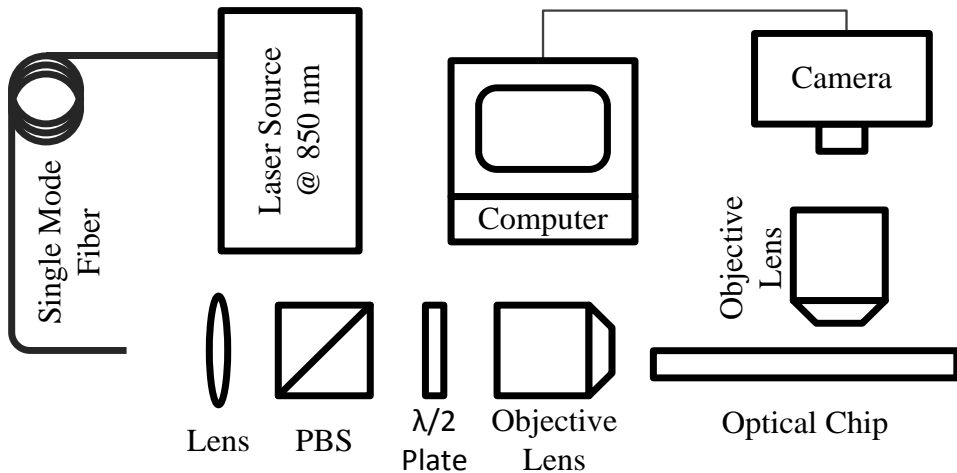 Single Mode
Fiber
Laser Source
@ 850 nm
Computer
Camera
Objective
Lens
Lens
PBS
λ/2
Plate
Objective
Lens
Optical Chip